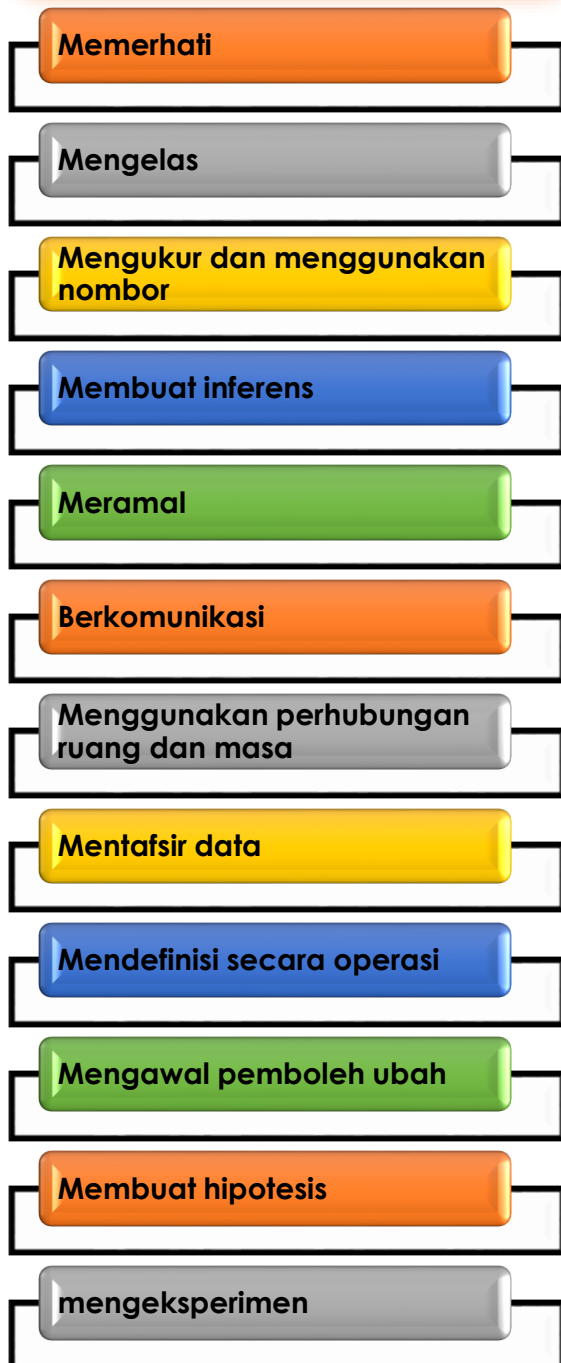 Memerhati
Mengelas
Mengukur dan menggunakan
nombor
Membuat inferens
Meramal
Berkomunikasi
Menggunakan perhubungan
ruang dan masa
Mentafsir data
Mendefinisi secara operasi
Mengawal pemboleh ubah
Membuat hipotesis
mengeksperimen